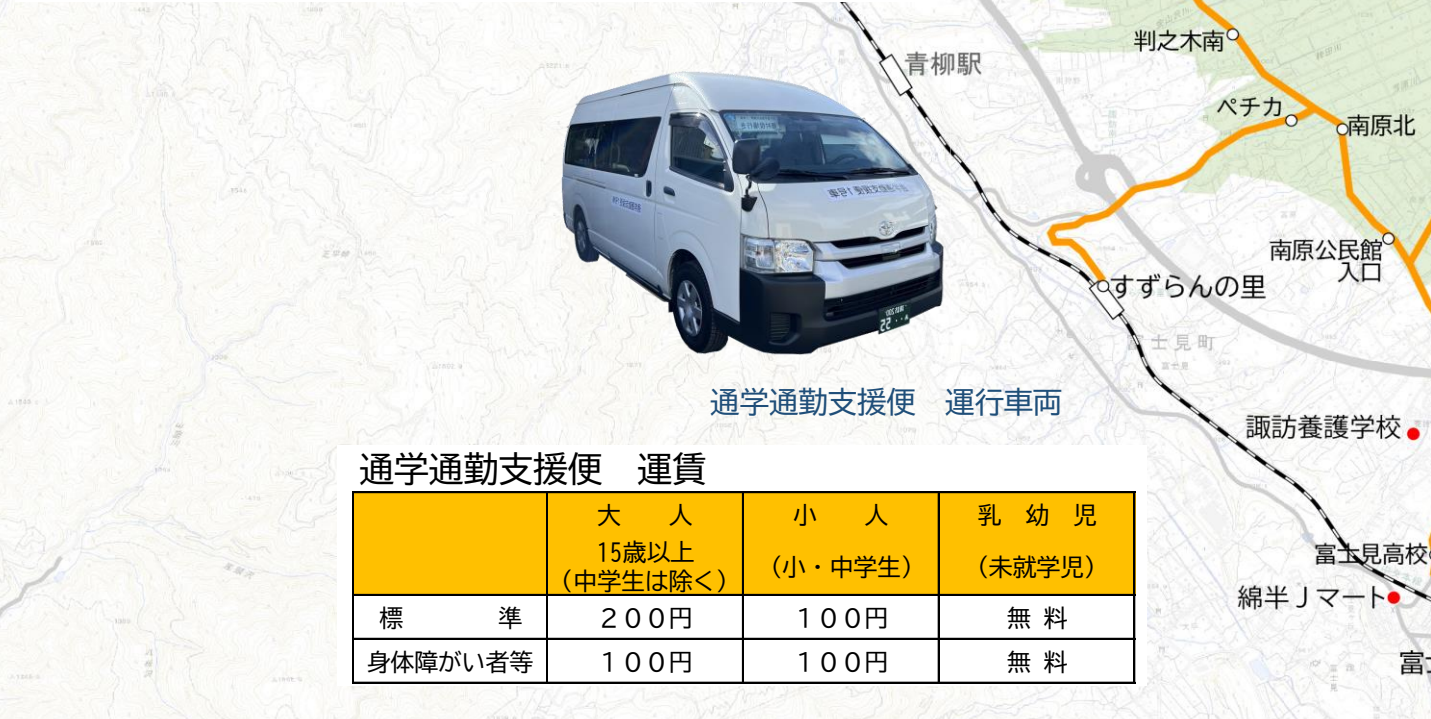 判之木南
青柳駅
ペチカ
南原北
南原公民館
入口
すずらんの里
富士見町
富士見
通学通勤支援便　運行車両
諏訪養護学校
通学通勤支援便　運賃
大　人
小　人
乳　幼　児
15歳以上
（中学生は除く）
（小・中学生）
（未就学児）
富士見高校
標　準
２００円
１００円
無 料
綿半Ｊマート
身体障がい者等
１００円
１００円
無 料